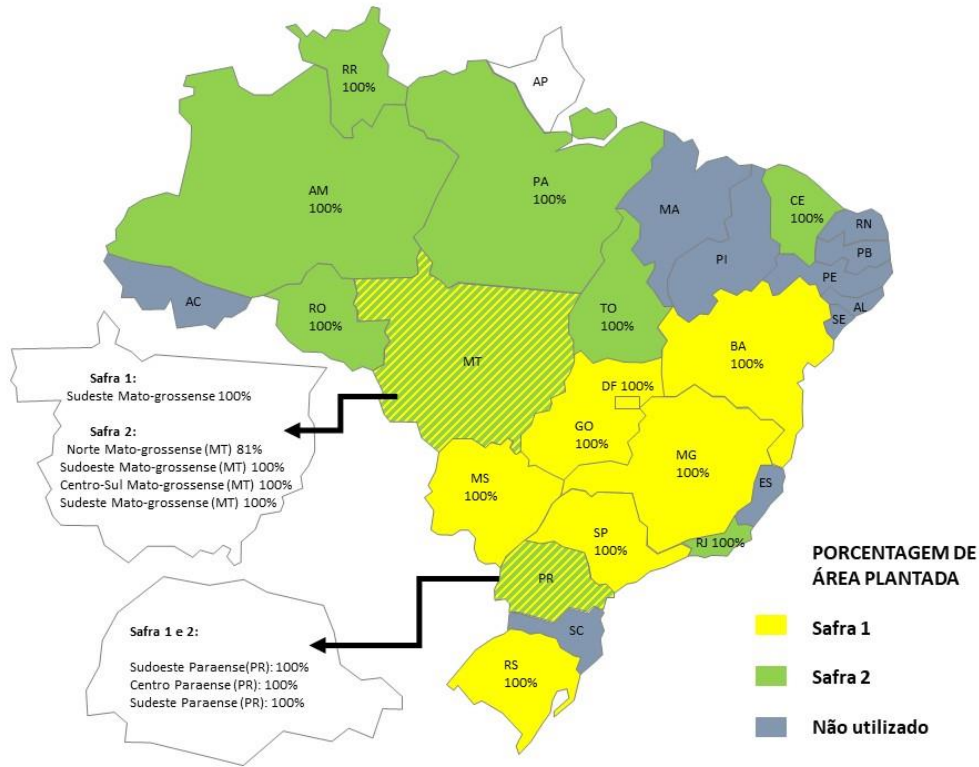 RR
100%
AP
AM
100%
PA
100%
MA
CE
100%
RN
PB
PI
PE
AL
SE
AC
RO
100%
TO
100%
BA
100%
MT
DF 100%
GO
100%
MG
100%
MS
100%
ES
SP
100%
RJ 100%
PR
SC
RS
100%
Safra 1:
Sudeste Mato-grossense 100%
Safra 2:
Norte Mato-grossense (MT) 81%
Sudoeste Mato-grossense (MT) 100%
Centro-Sul Mato-grossense (MT) 100%
Sudeste Mato-grossense (MT) 100%
Safra 1 e 2:
Sudoeste Paraense(PR): 100%
Centro Paraense (PR): 100%
Sudeste Paraense (PR): 100%
PORCENTAGEM DE
ÁREA PLANTADA
Safra 1
Safra 2
Não utilizado